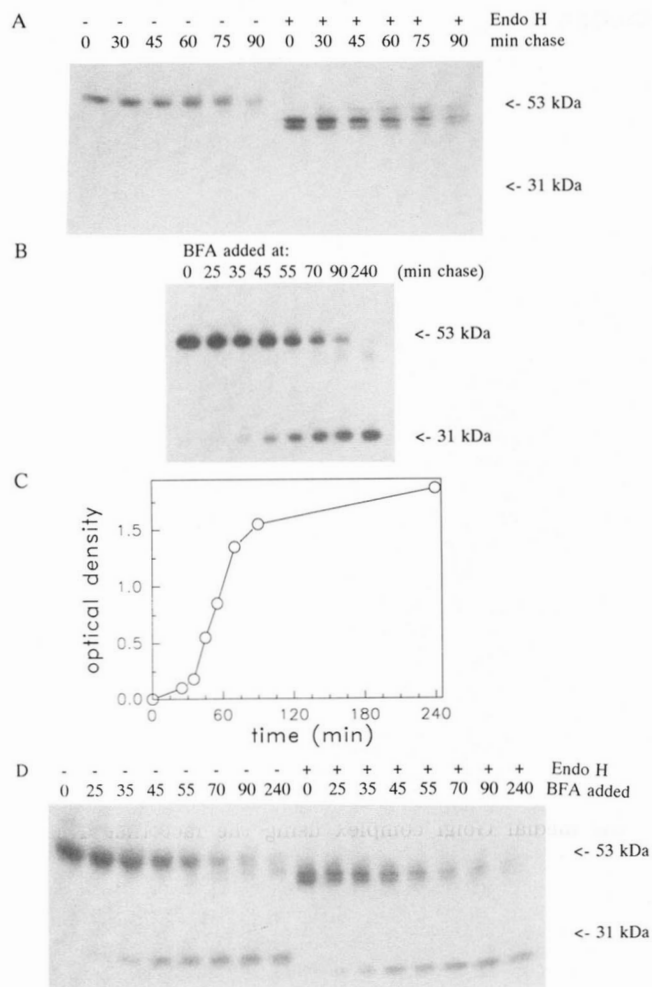 A
- - - - - - + + + + + + Endo H
0 30 45 60 75 90 0 30 45 60 75 90 min chase
<- 53 kDa
<- 31 kDa
B
BFA added at:
0 25 35 45 55 70 90 240 (min chase)
<- 53 kDa
<- 31 kDa
C
optical density
1.5
1.0
0.5
0.0
0 60 120 180 240
time (min)
D
- - - - - - - - + + + + + + + + Endo H
0 25 35 45 55 70 90 240 0 25 35 45 55 70 90 240 BFA added
<- 53 kDa
<- 31 kDa